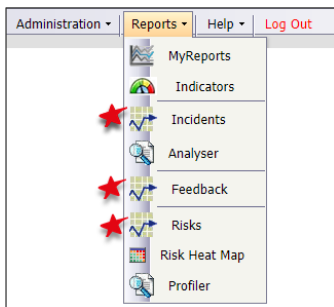 Administration Reports Help Log Out
MyReports
Indicators
Incidents
Analyser
Feedback
Risks
Risk Heat Map
Profiler